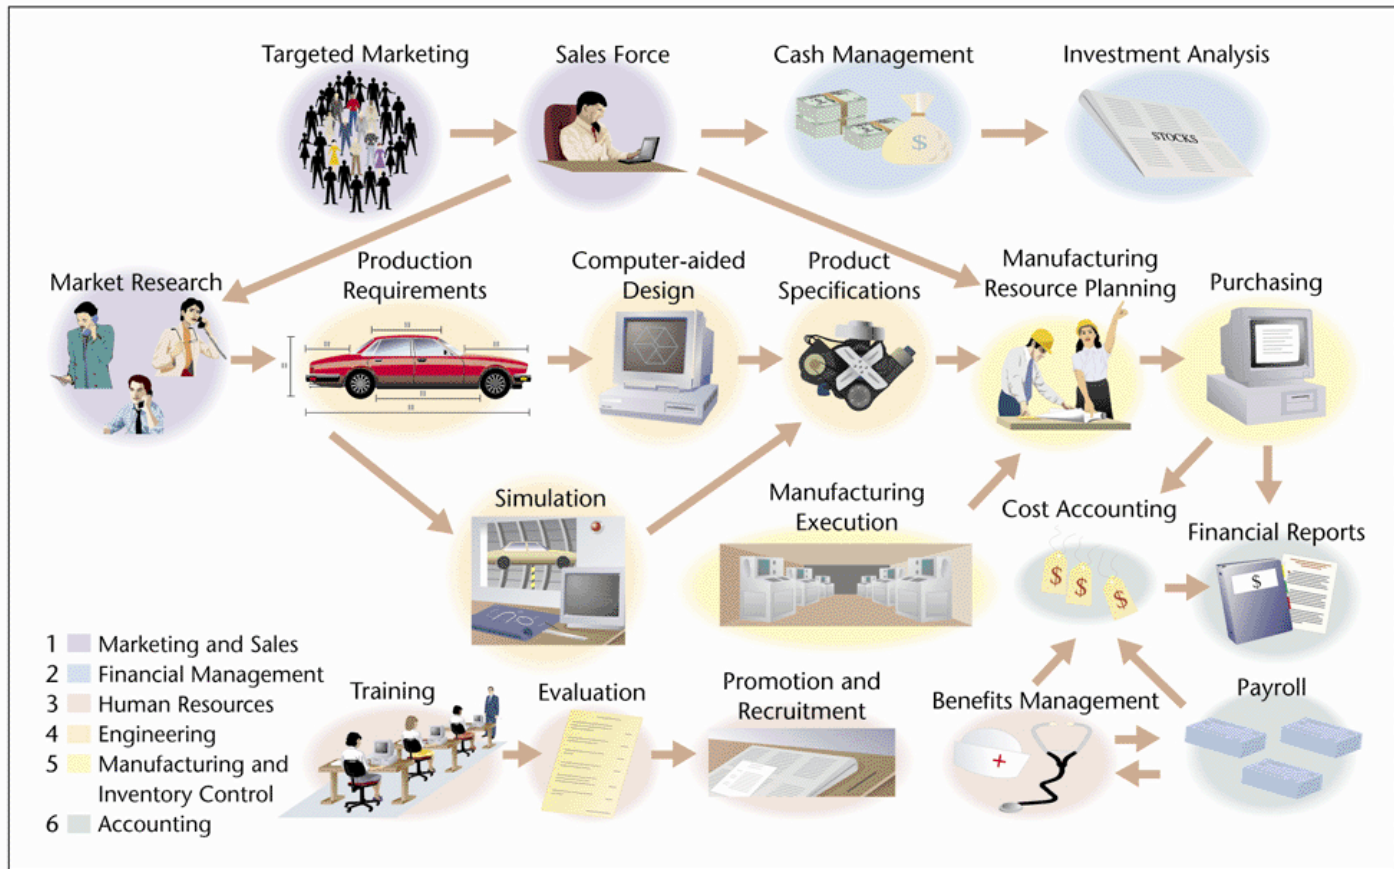 Targeted Marketing
Sales Force
Cash Management
Investment Analysis
$
STOCKS
Market Research
Production
Requirements
Computer-aided
Design
Product
Specifications
Manufacturing
Resource Planning
Purchasing
Simulation
Manufacturing
Execution
Cost Accounting
$ $ $
Financial Reports
$
1 Marketing and Sales
2 Financial Management
3 Human Resources
4 Engineering
5 Manufacturing and
Inventory Control
6 Accounting
Training
Evaluation
Promotion and
Recruitment
Benefits Management
Payroll